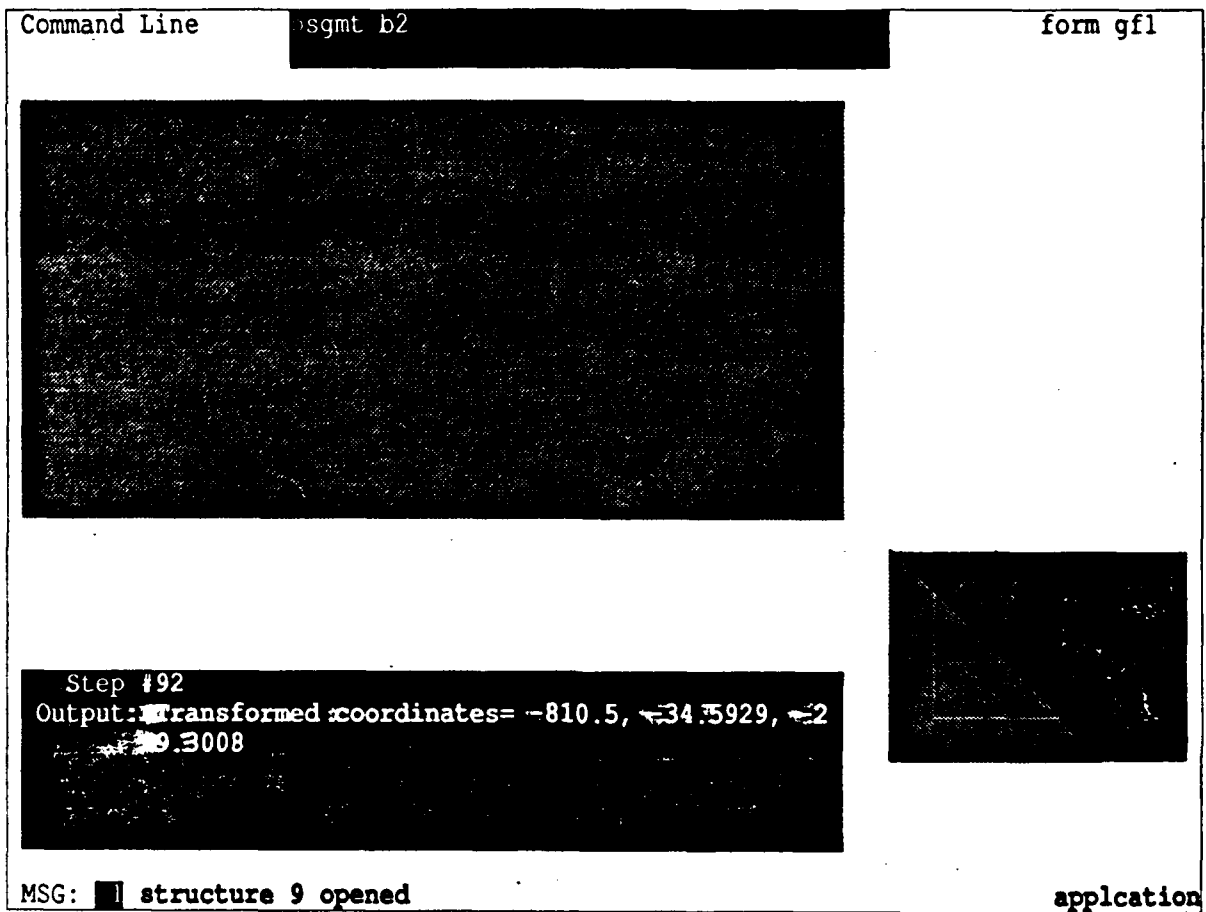 Command Line sgmt b2 form gf1
Step #92
Output: Transformed coordinates= -810.5, -34.5929, -2
9.3008
MSG: structure 9 opened applcation